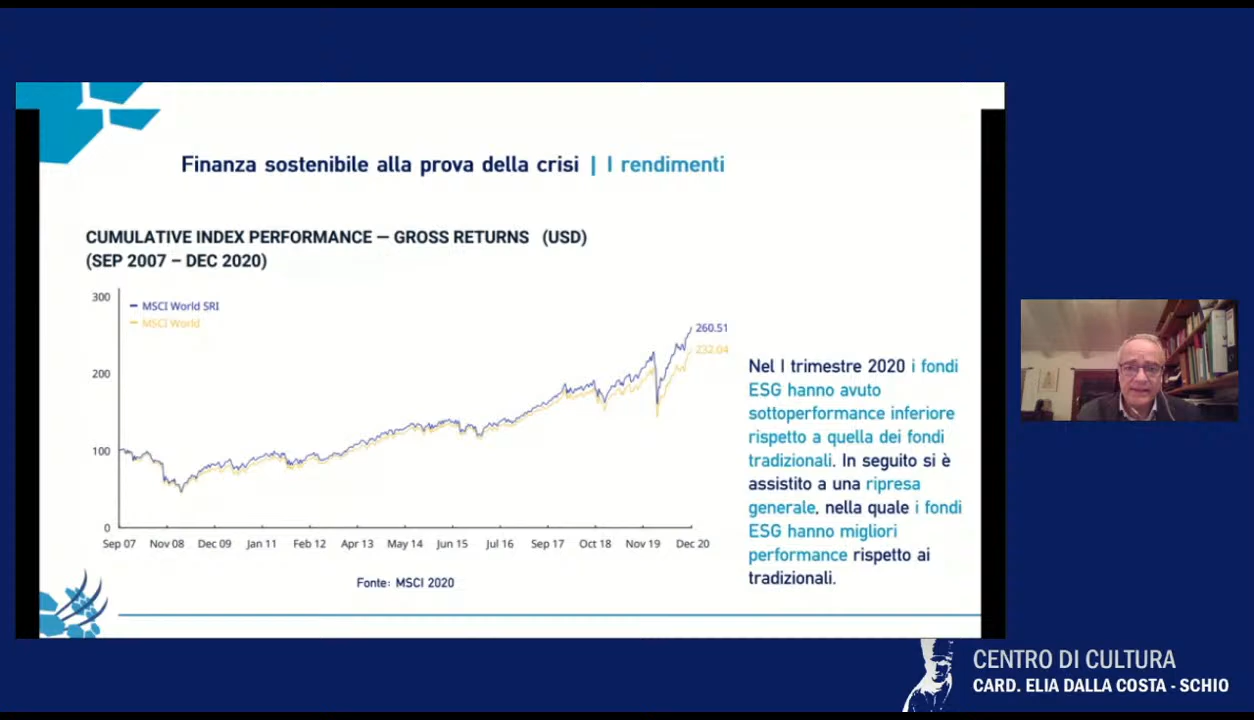 Finanza sostenibile alla prova della crisi | I rendimenti
CUMULATIVE INDEX PERFORMANCE — GROSS RETURNS (USD)
(SEP 2007 – DEC 2020)
300
MSCI World SRI
MSCI World
260.51
232.04
200
100
0
Sep 07 Nov 08 Dec 09 Jan 11 Feb 12 Apr 13 May 14 Jun 15 Jul 16 Sep 17 Oct 18 Nov 19 Dec 20
Fonte: MSCI 2020
Nel I trimestre 2020 i fondi
ESG hanno avuto
sottoperformance inferiore
rispetto a quella dei fondi
tradizionali. In seguito si è
assistito a una ripresa
generale, nella quale i fondi
ESG hanno migliori
performance rispetto ai
tradizionali.
CENTRO DI CULTURA
CARD. ELIA DALLA COSTA - SCHIO